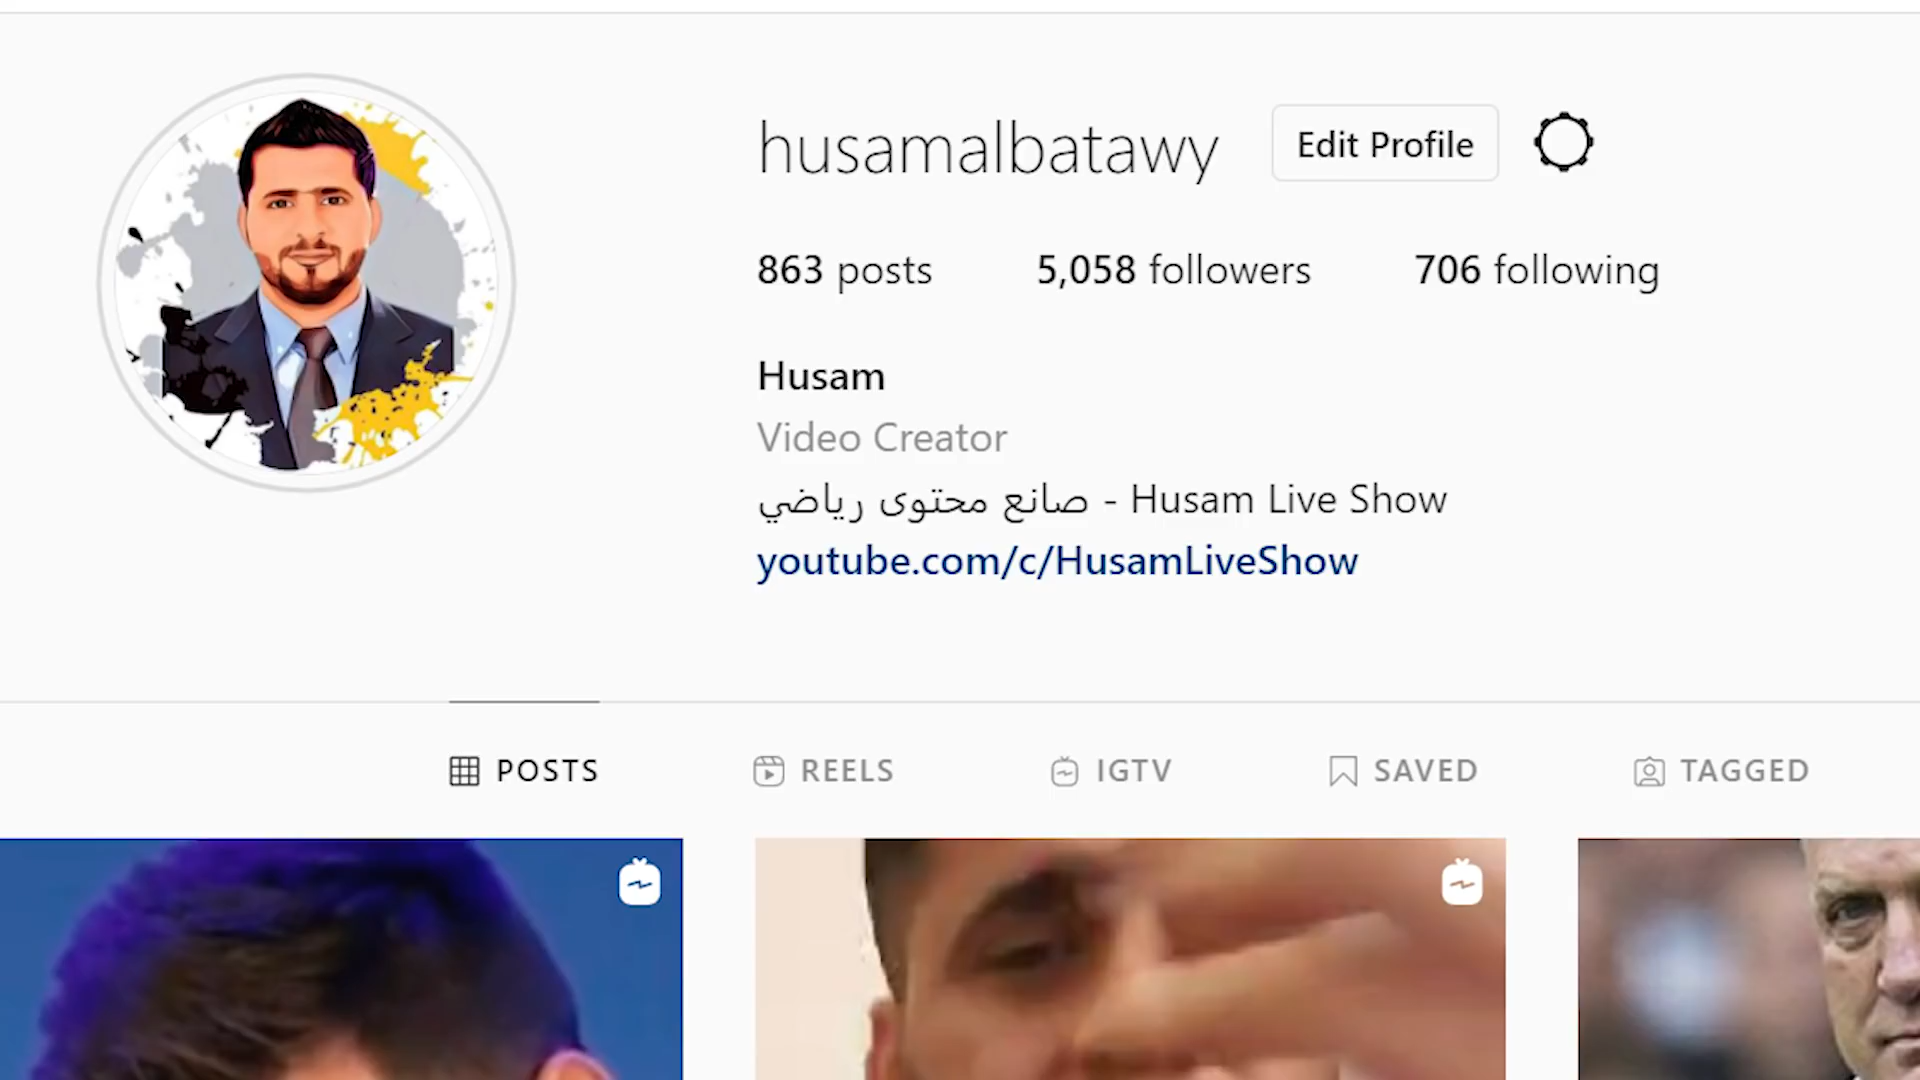 husamalbatawy Edit Profile
863 posts 5,058 followers 706 following
Husam
Video Creator
صانع محتوى رياضي - Husam Live Show
youtube.com/c/HusamLiveShow
POSTS REELS IGTV SAVED TAGGED